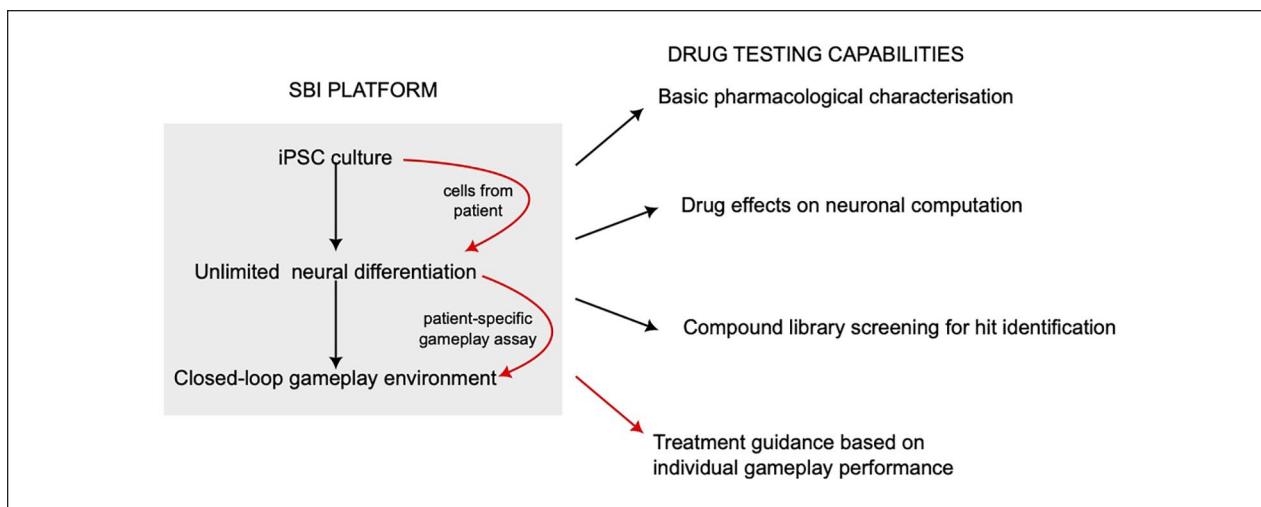 SBI PLATFORM
iPSC culture
cells from
patient
Unlimited neural differentiation
patient-specific
gameplay assay
Closed-loop gameplay environment
DRUG TESTING CAPABILITIES
Basic pharmacological characterisation
Drug effects on neuronal computation
Compound library screening for hit identification
Treatment guidance based on
individual gameplay performance